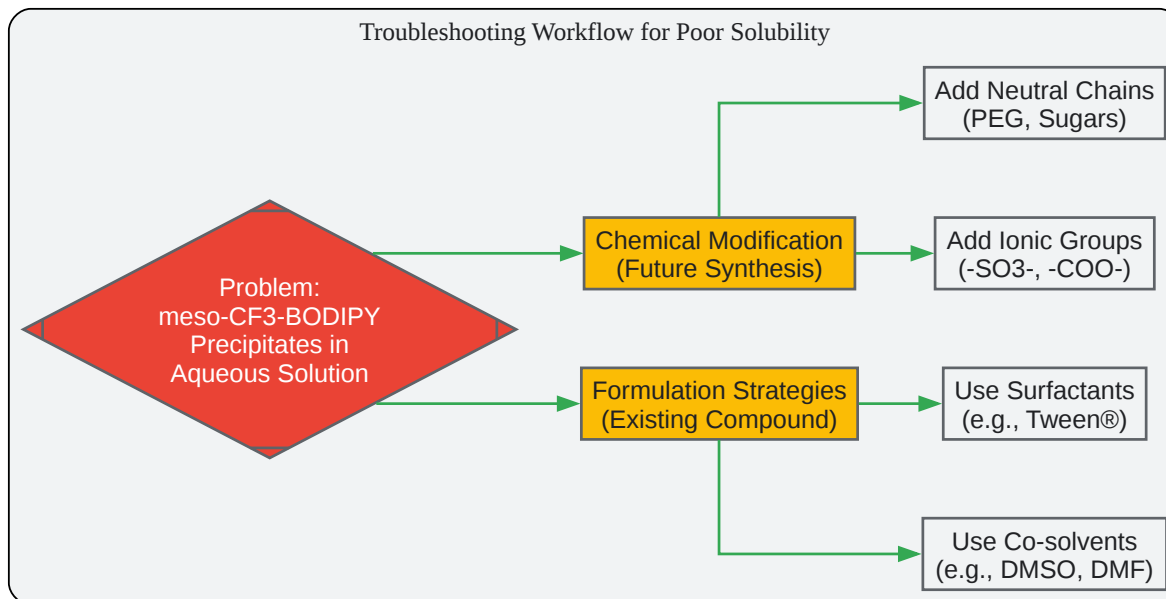 Troubleshooting Workflow for Poor Solubility
Problem:
meso-CF3-BODIPY
Precipitates in
Aqueous Solution
Chemical Modification
(Future Synthesis)
Add Neutral Chains
(PEG, Sugars)
Add Ionic Groups
(-SO3-, -COO-)
Formulation Strategies
(Existing Compound)
Use Surfactants
(e.g., Tween®)
Use Co-solvents
(e.g., DMSO, DMF)